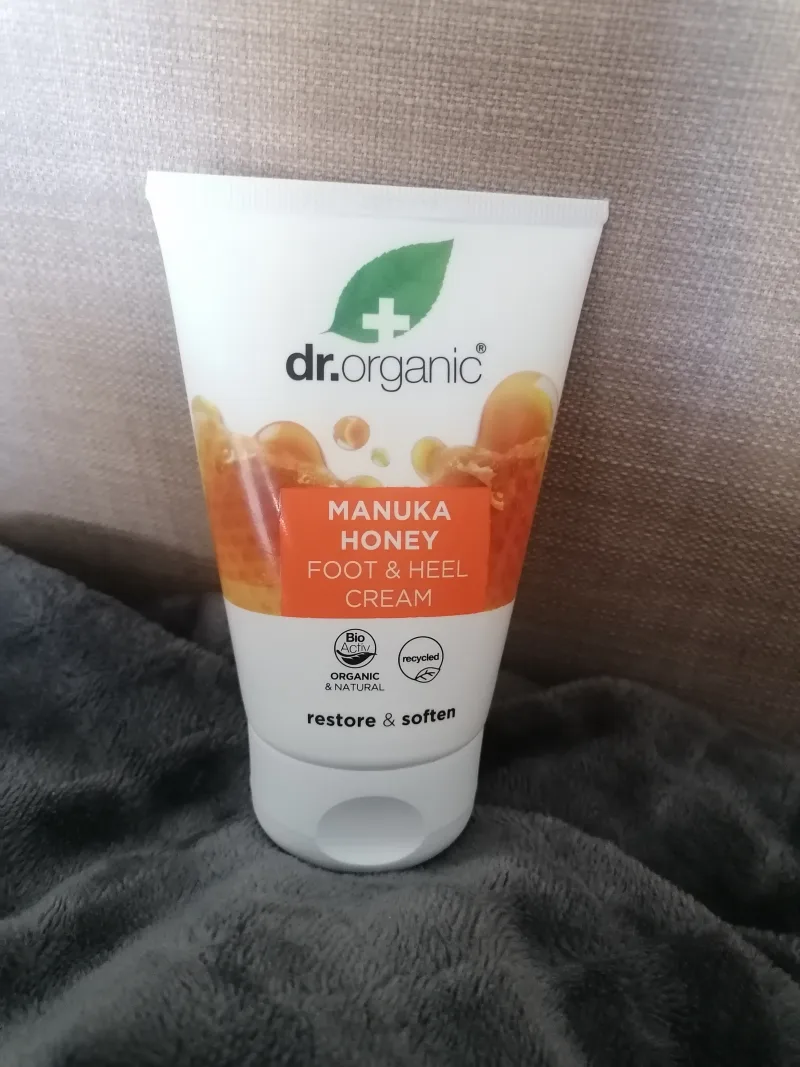 dr.organic®
MANUKA
HONEY
FOOT & HEEL
CREAM
Bio
Activ
ORGANIC
& NATURAL
recycled
restore & soften